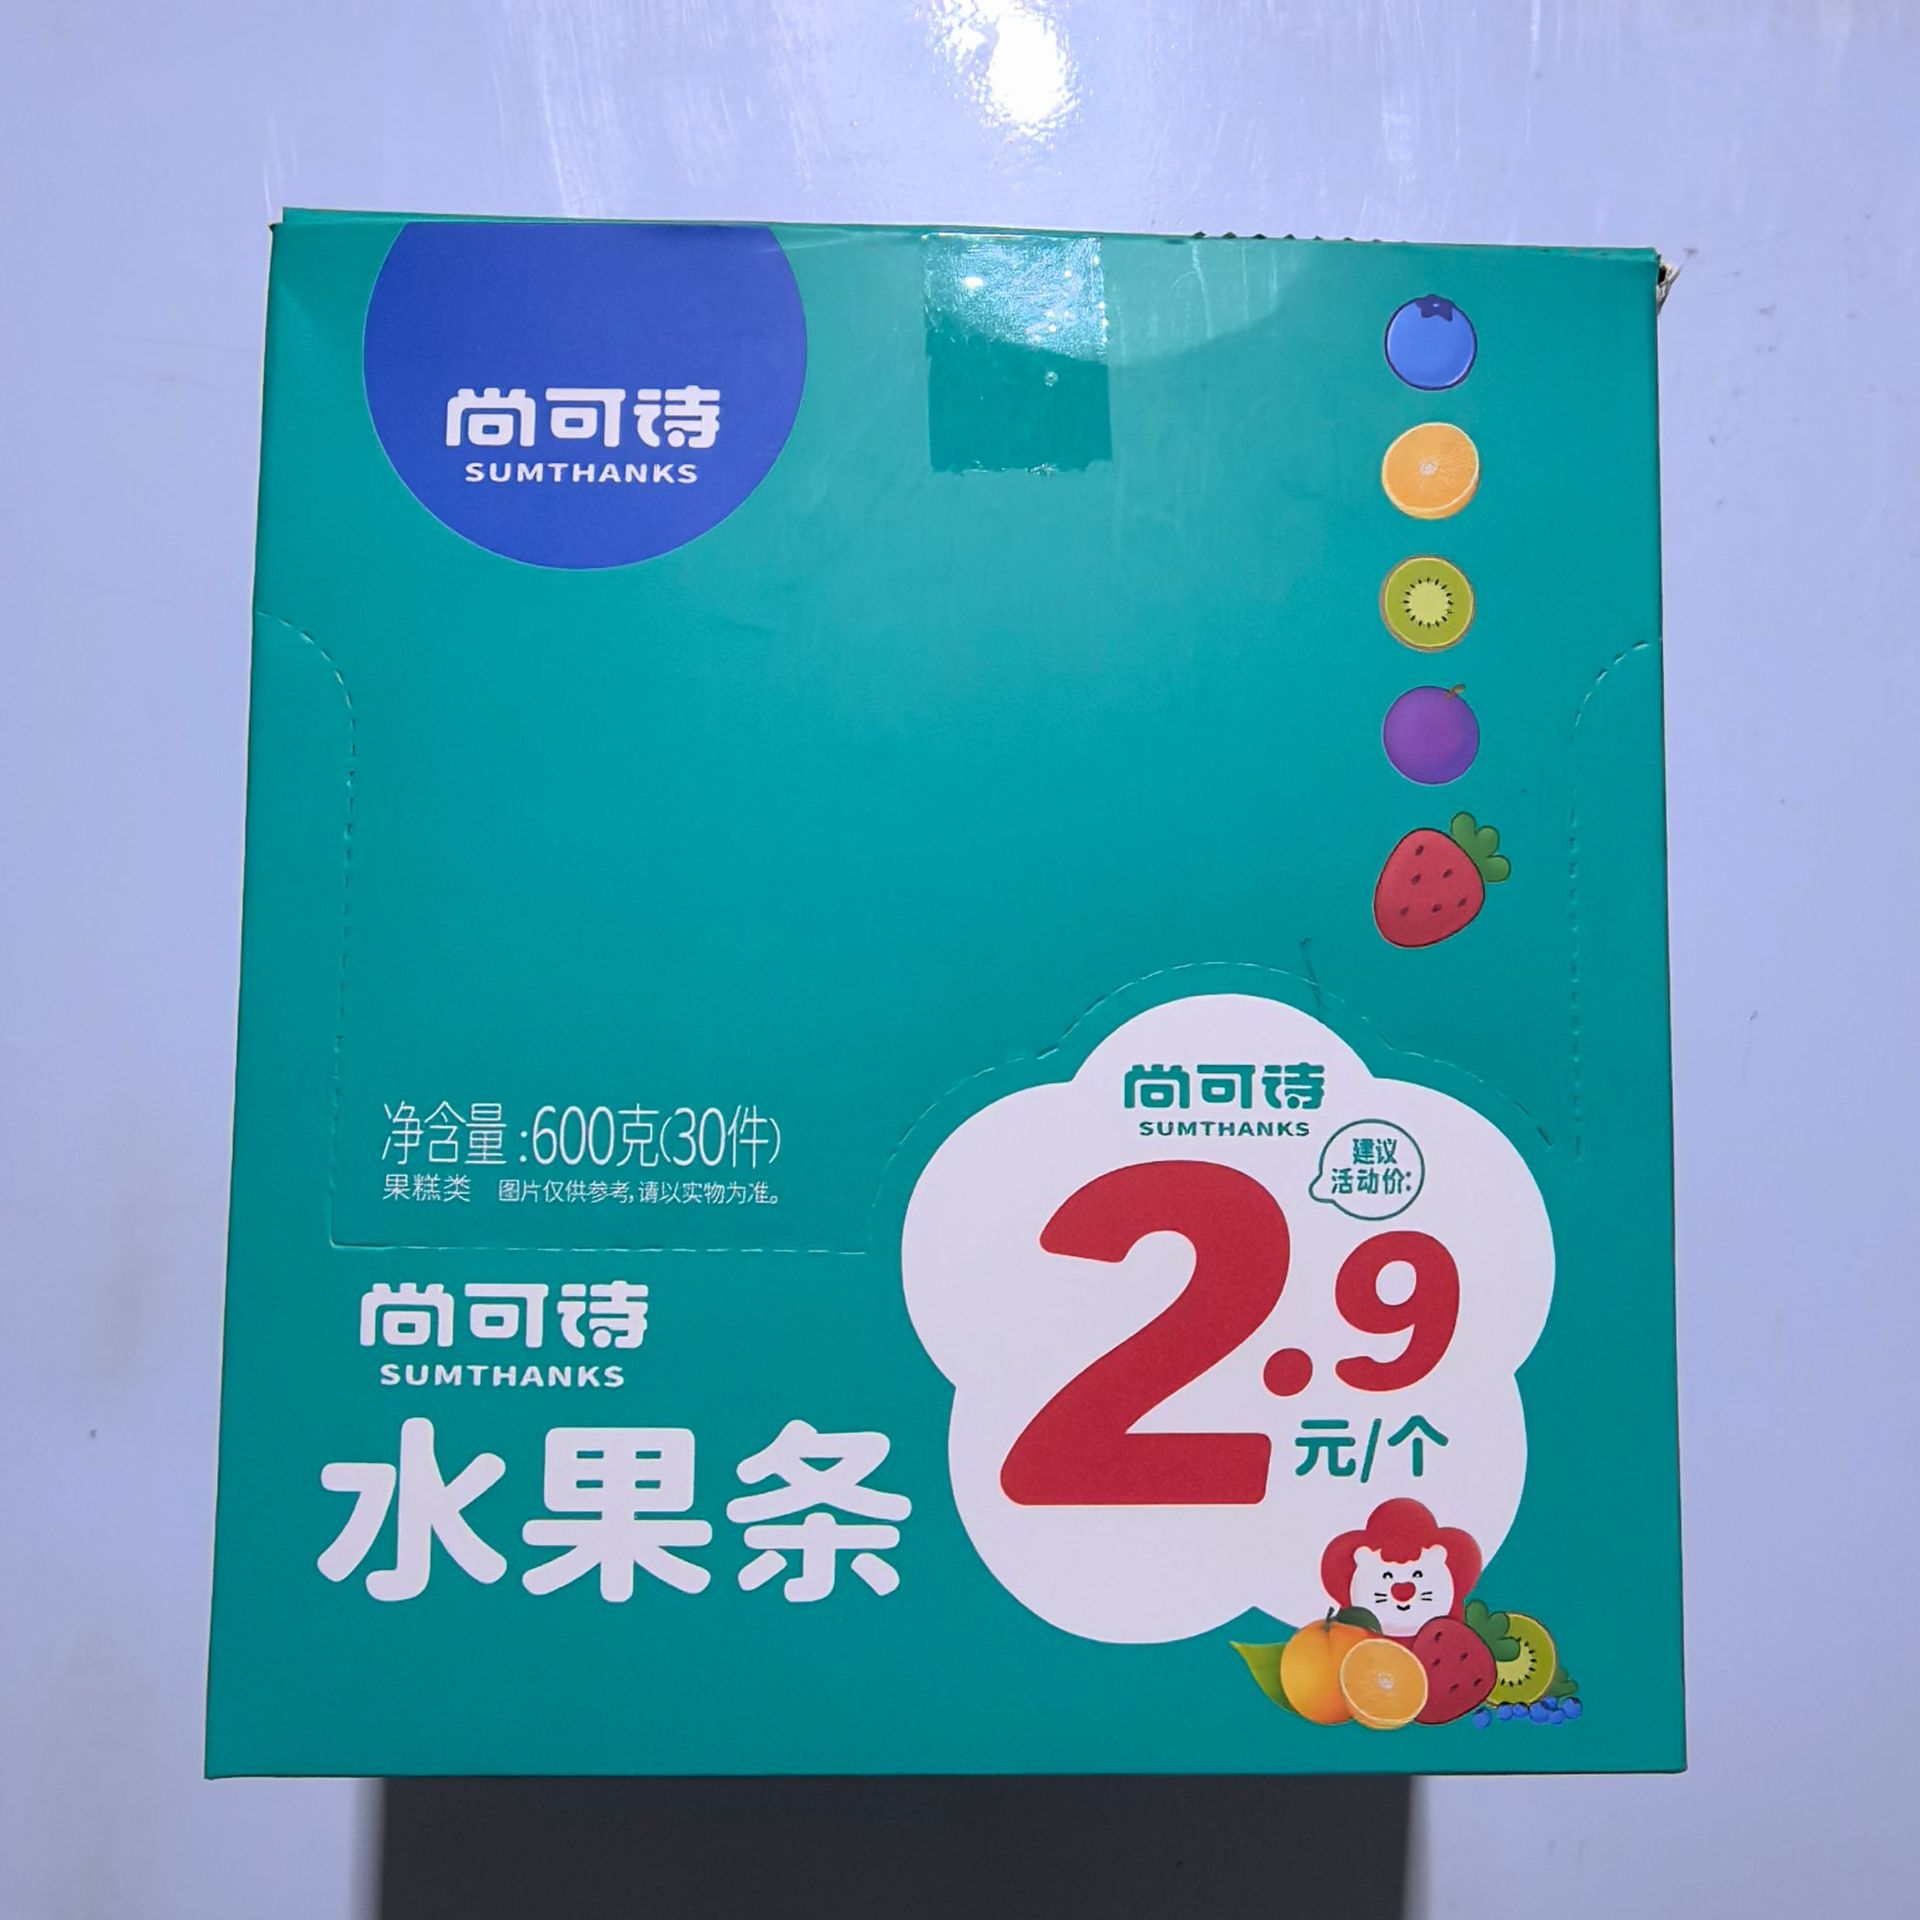 尚可诗
SUMTHANKS
净含量:600克(30件)
果糕类 图片仅供参考,请以实物为准。
尚可诗
SUMTHANKS
水果条
尚可诗
SUMTHANKS
建议
活动价:
2.9
元/个